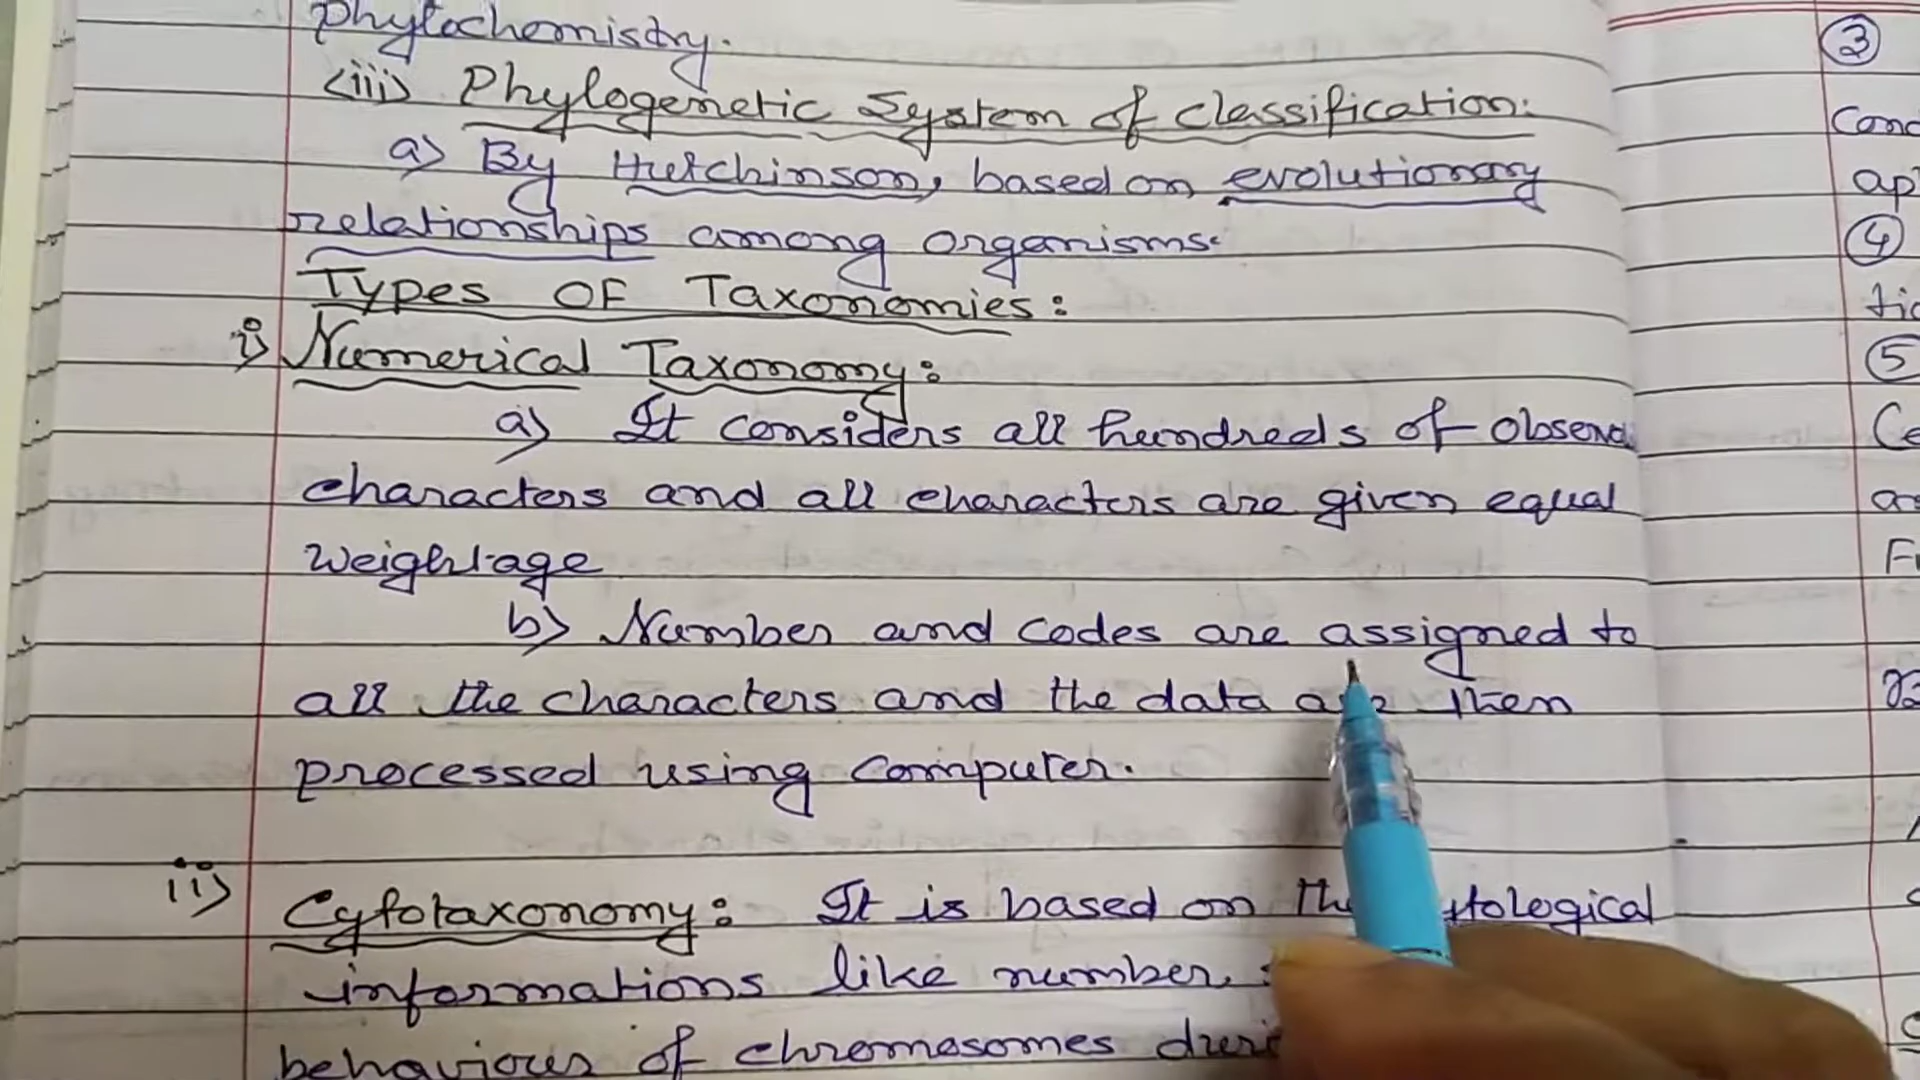 Phytochemistry.
(iii) Phylogenetic System of classification:
a) By Hutchinson, based on evolutionary
relationships among organisms.
Types OF Taxonomies:
i) Numerical Taxonomy:
a) It considers all hundreds of
characters and all characters are given equal
weightage
b) Number and codes are assigned to
all the characters and the data are then
processed using computer.
ii) Cytotaxonomy: It is based on
informations like number,
behaviour of chromosomes
3
4
5